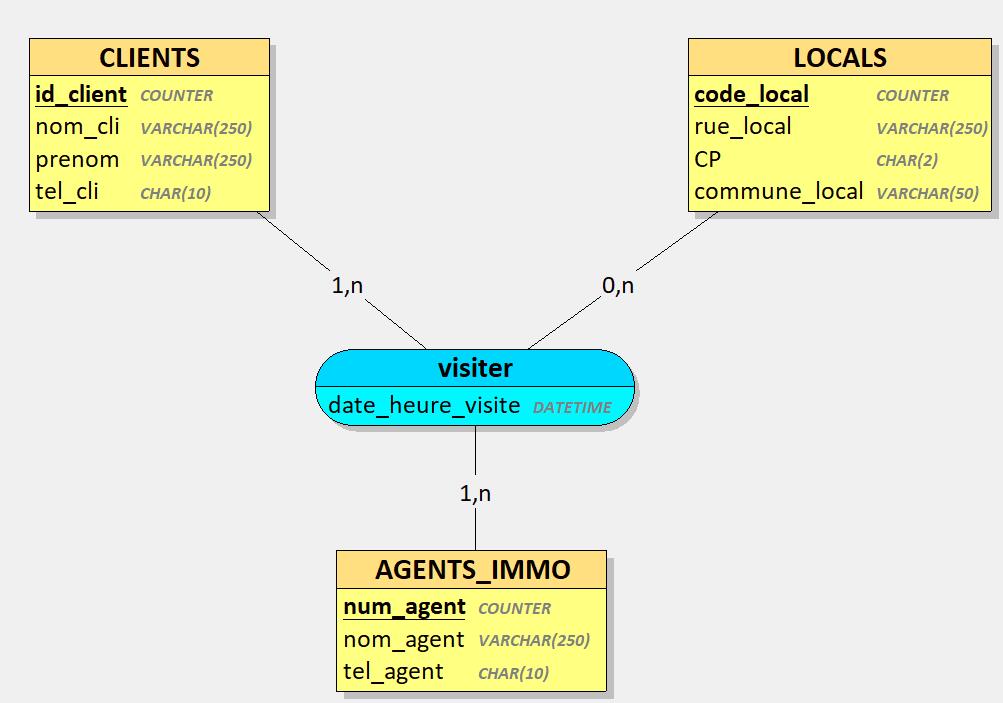 CLIENTS
id_client COUNTER
nom_cli VARCHAR(250)
prenom VARCHAR(250)
tel_cli CHAR(10)
LOCALS
code_local COUNTER
rue_local VARCHAR(250)
CP CHAR(2)
commune_local VARCHAR(50)
1,n
0,n
visiter
date_heure_visite DATETIME
1,n
AGENTS_IMMO
num_agent COUNTER
nom_agent VARCHAR(250)
tel_agent CHAR(10)